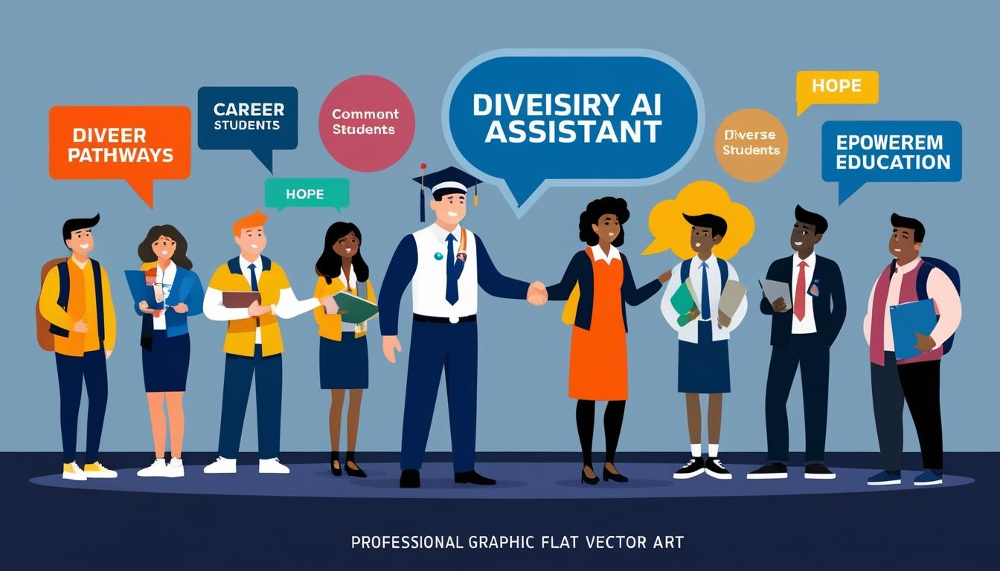 DIVEER
PATHWAYS
CAREER
STUDENTS
Comment
Students
HOPE
DIVEISIRY AI
ASSISTANT
Diverse
Students
HOPE
EPOWEREM
EDUCATION
PROFESSIONAL GRAPHIC FLAT VECTOR ART